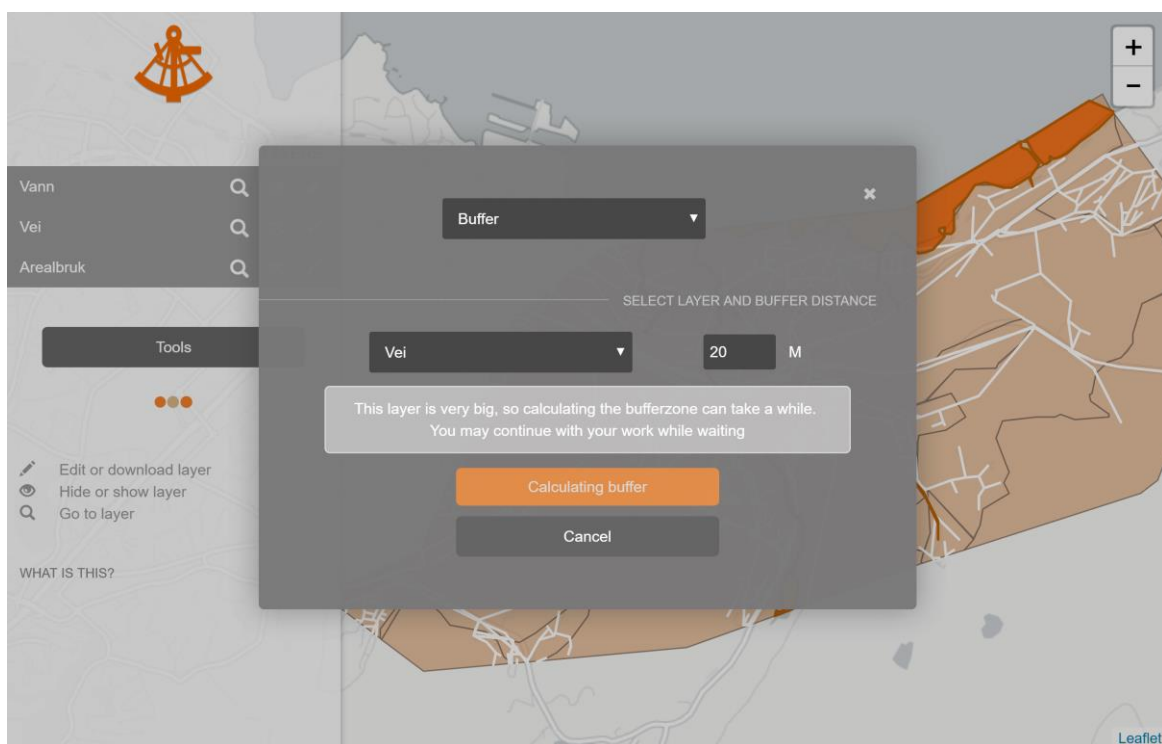 Vann
Vei
Arealbruk
Tools
Edit or download layer
Hide or show layer
Go to layer
WHAT IS THIS?
Buffer
SELECT LAYER AND BUFFER DISTANCE
Vei 20 M
This layer is very big, so calculating the bufferzone can take a while.
You may continue with your work while waiting
Calculating buffer
Cancel
+
−
Leaflet